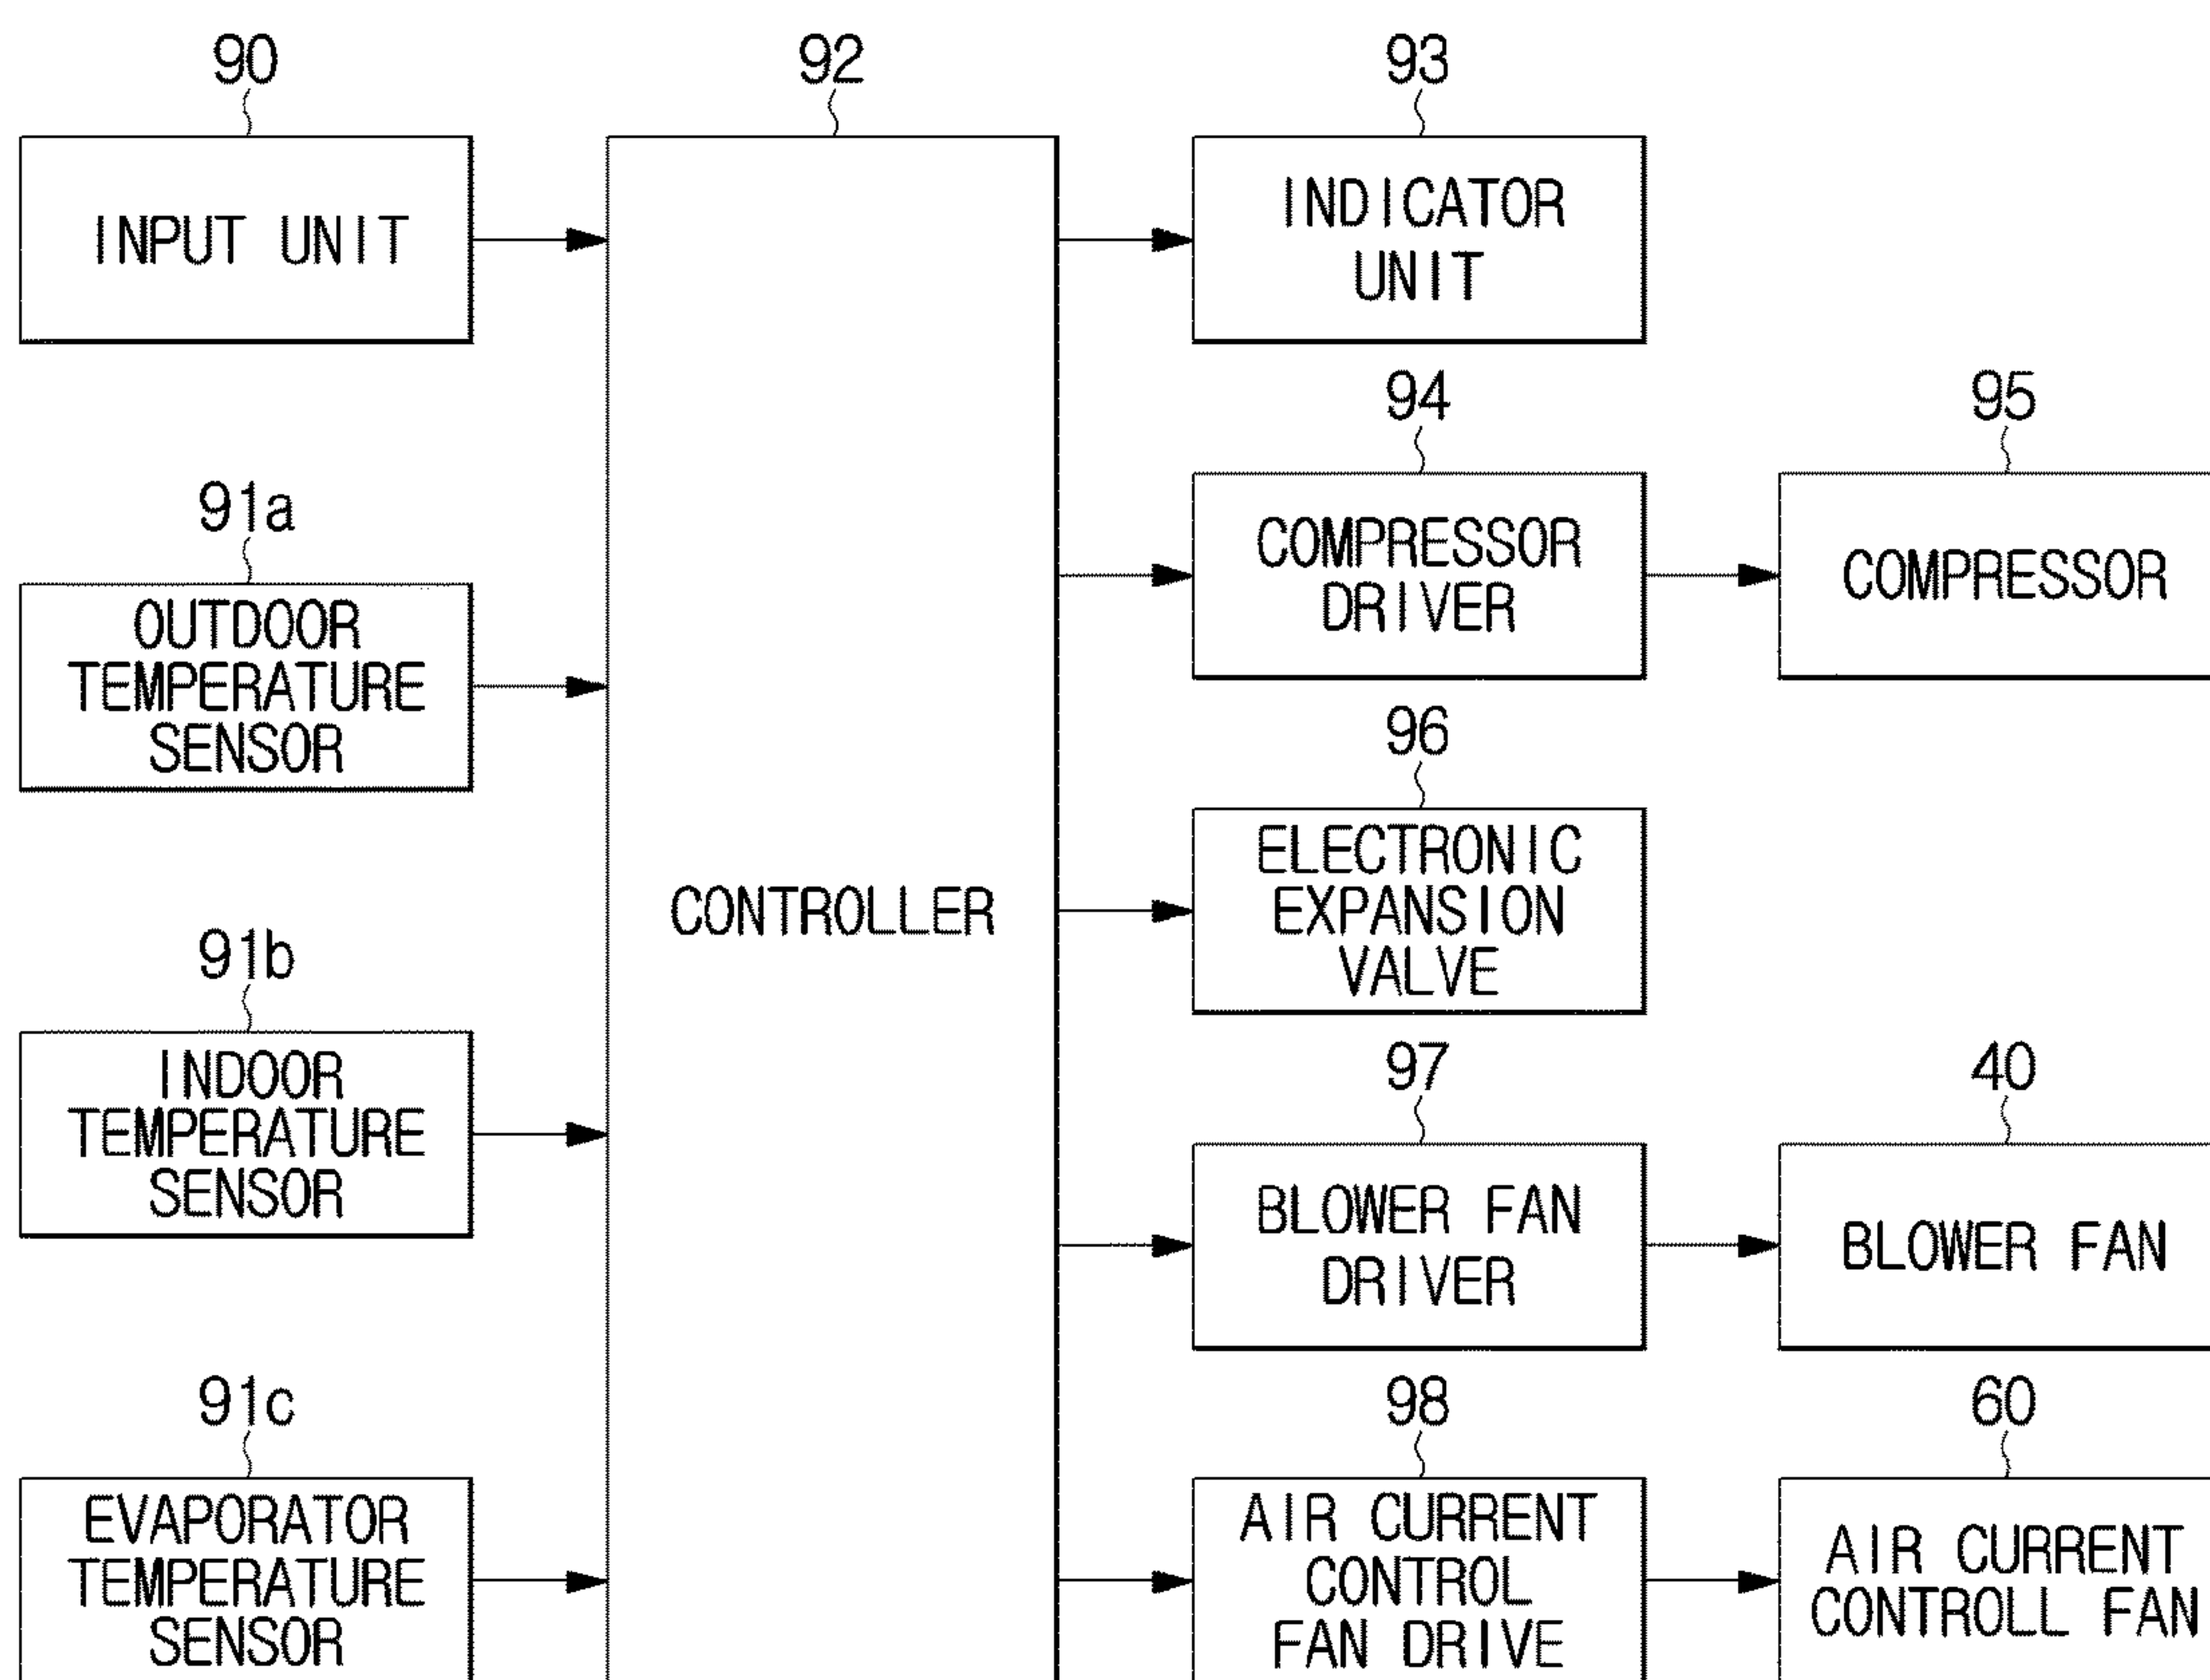 90
INPUT UNIT
91a
OUTDOOR
TEMPERATURE
SENSOR
91b
INDOOR
TEMPERATURE
SENSOR
91c
EVAPORATOR
TEMPERATURE
SENSOR
92
CONTROLLER
93
INDICATOR
UNIT
94
COMPRESSOR
DRIVER
95
COMPRESSOR
96
ELECTRONIC
EXPANSION
VALVE
97
BLOWER FAN
DRIVER
40
BLOWER FAN
98
AIR CURRENT
CONTROL
FAN DRIVE
60
AIR CURRENT
CONTROLL FAN